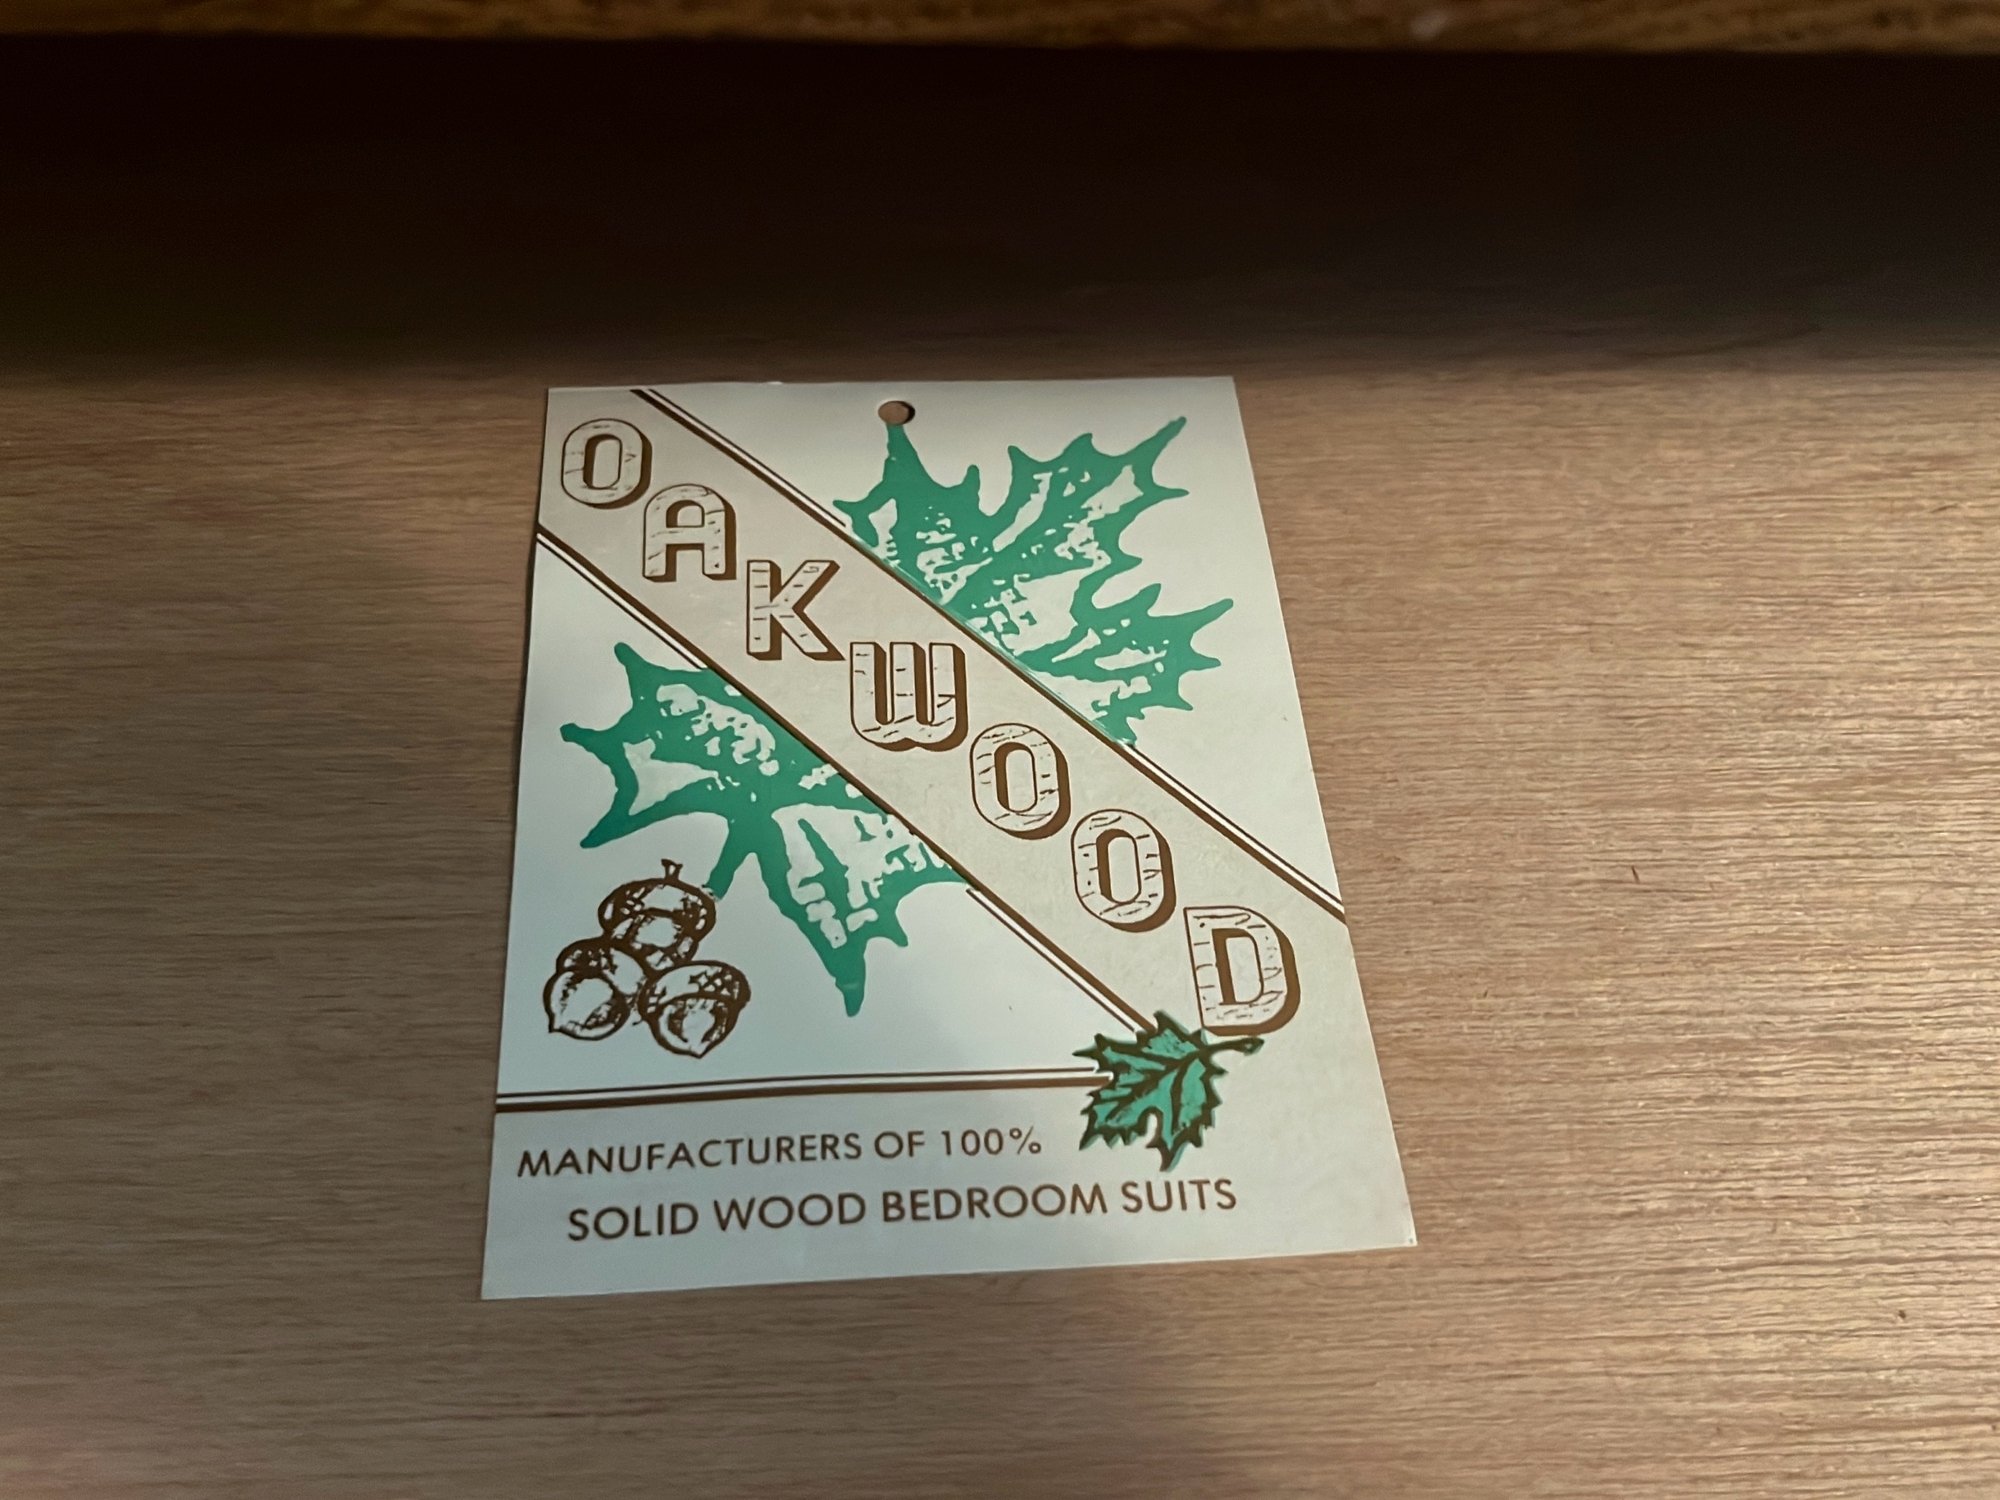 OAKWOOD
MANUFACTURERS OF 100%
SOLID WOOD BEDROOM SUITS